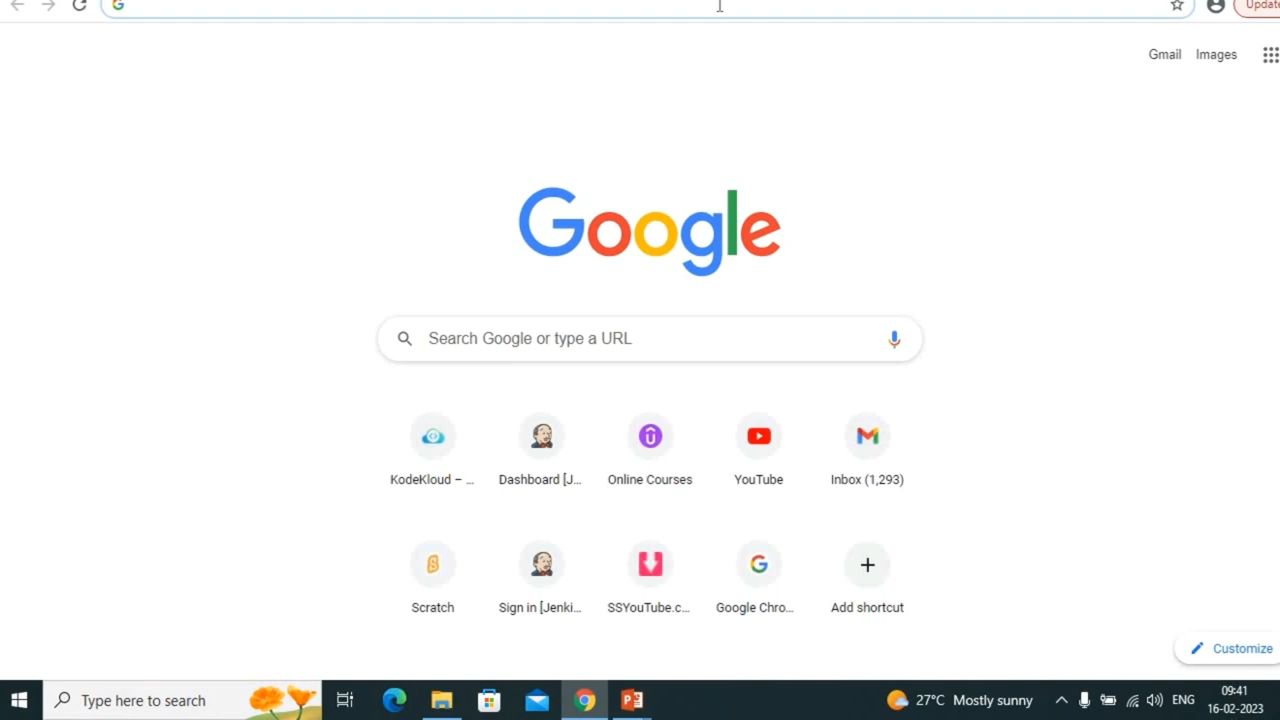 Update
Gmail Images
Google
Search Google or type a URL
KodeKloud – ... Dashboard [J... Online Courses YouTube Inbox (1,293)
Scratch Sign in [Jenki... SSYouTube.c... Google Chro... Add shortcut
Customize
Type here to search 27°C Mostly sunny ENG 09:41
16-02-2023